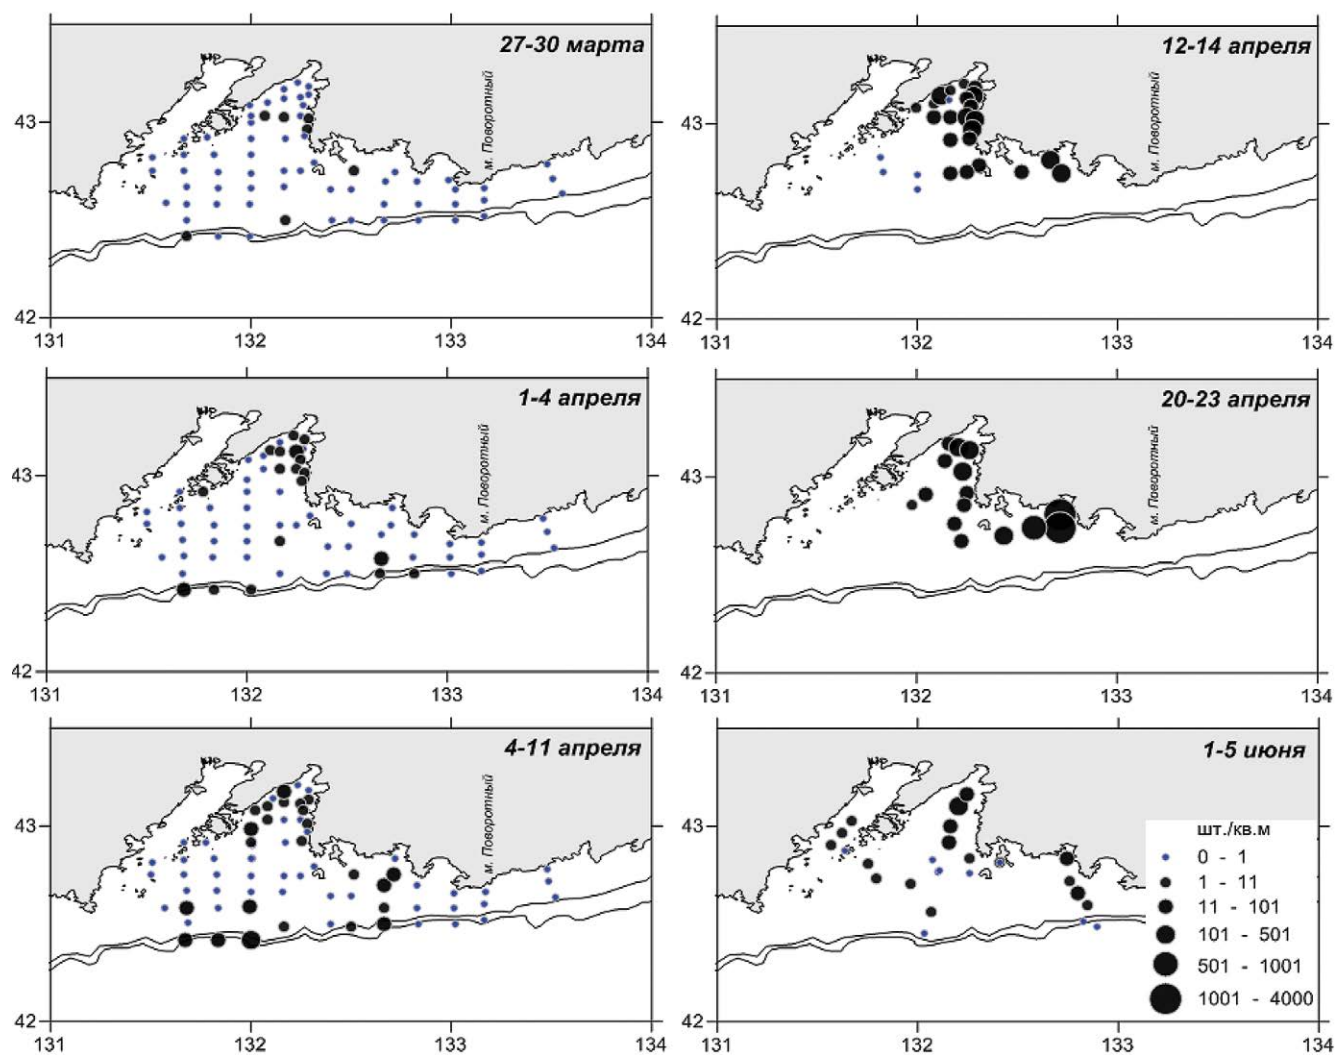 27-30 марта
м. Поворотный
43
42
131 132 133 134
12-14 апреля
м. Поворотный
43
42
131 132 133 134
1-4 апреля
м. Поворотный
43
42
131 132 133 134
20-23 апреля
м. Поворотный
43
42
131 132 133 134
4-11 апреля
м. Поворотный
43
42
131 132 133 134
1-5 июня
43
42
131 132 133 134
шт./кв.м
0 - 1
1 - 11
11 - 101
101 - 501
501 - 1001
1001 - 4000